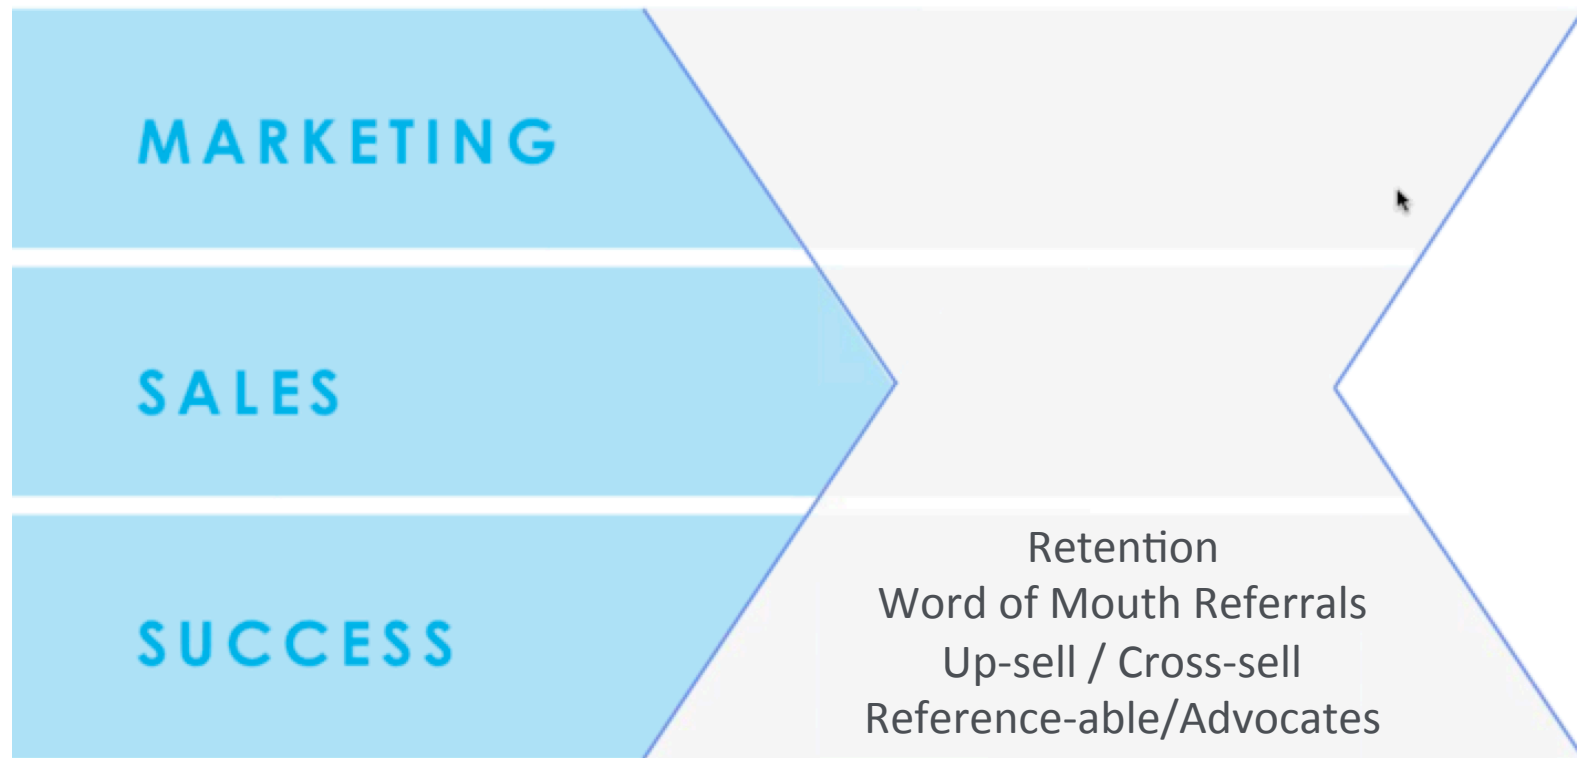 MARKETING
SALES
SUCCESS
Retention
Word of Mouth Referrals
Up-sell / Cross-sell
Reference-able/Advocates